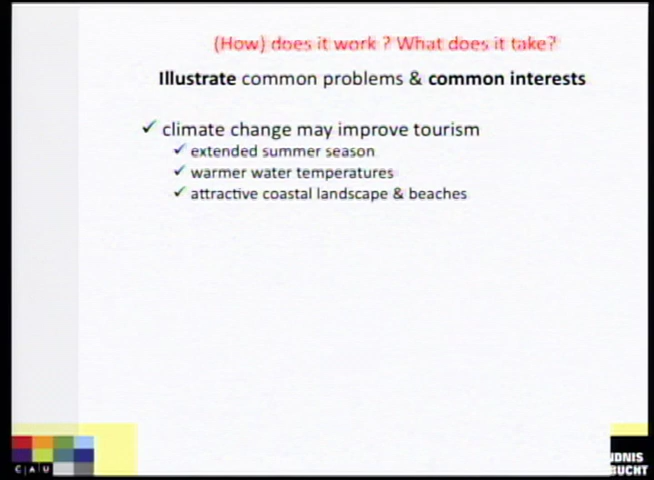 (How) does it work ? What does it take?
Illustrate common problems & common interests
✓ climate change may improve tourism
✓ extended summer season
✓ warmer water temperatures
✓ attractive coastal landscape & beaches
C | A | U
DNIS
BUCHT